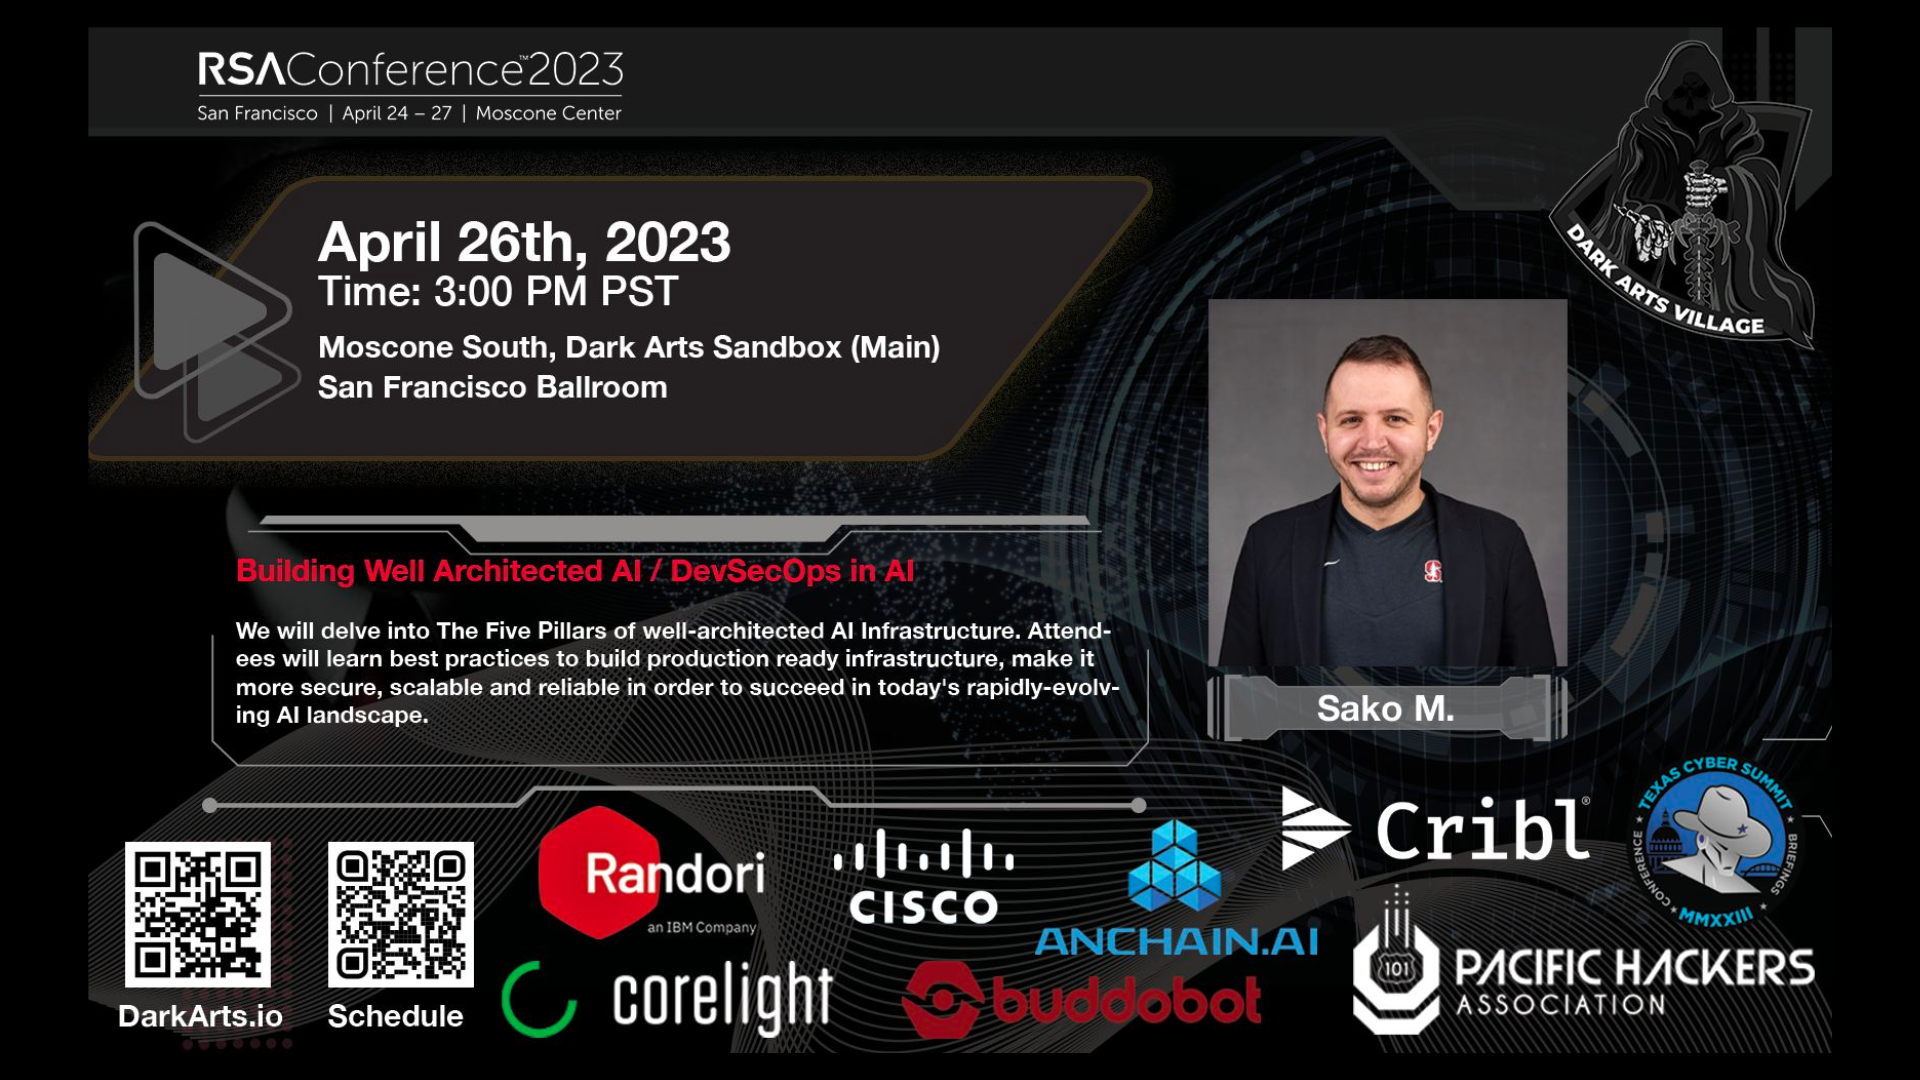 RSAConference™2023
San Francisco | April 24 – 27 | Moscone Center
DARK ARTS VILLAGE
April 26th, 2023
Time: 3:00 PM PST
Moscone South, Dark Arts Sandbox (Main)
San Francisco Ballroom
Building Well Architected AI / DevSecOps in AI
We will delve into The Five Pillars of well-architected AI Infrastructure. Attend-
ees will learn best practices to build production ready infrastructure, make it
more secure, scalable and reliable in order to succeed in today's rapidly-evolv-
ing AI landscape.
Sako M.
S
DarkArts.io
Schedule
Randori
an IBM Company
CISCO
ANCHAIN.AI
Cribl®
TEXAS CYBER SUMMIT
CONFERENCE ★ MMXXIII ★ BRIEFINGS
corelight
buddobot
101
PACIFIC HACKERS
ASSOCIATION